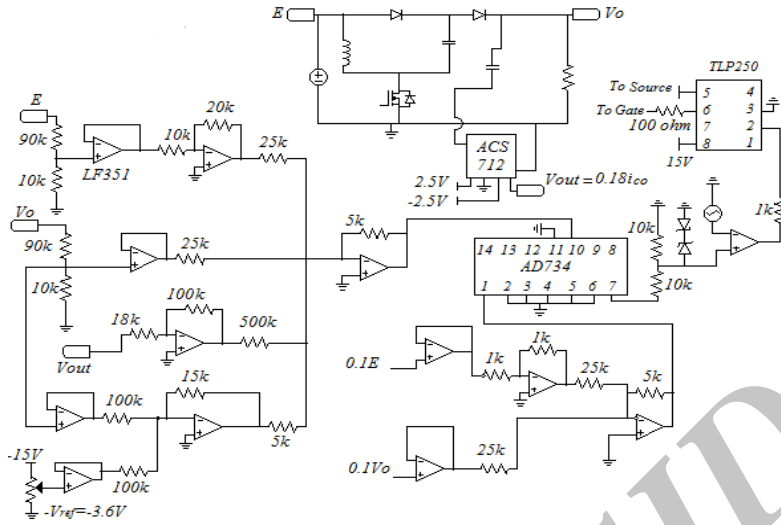 E
Vo
TLP250
To Source
5
4
To Gate
6
3
100 ohm
7
2
15V
8
1
E
90k
10k
LF351
10k
20k
25k
ACS
712
2.5V
-2.5V
Vout = 0.18ico
1k
Vo
90k
10k
25k
5k
14 13 12 11 10 9 8
AD734
1 2 3 4 5 6 7
10k
10k
18k
100k
500k
Vout
0.1E
1k
1k
25k
5k
100k
15k
5k
0.1Vo
25k
-15V
100k
-Vref=-3.6V